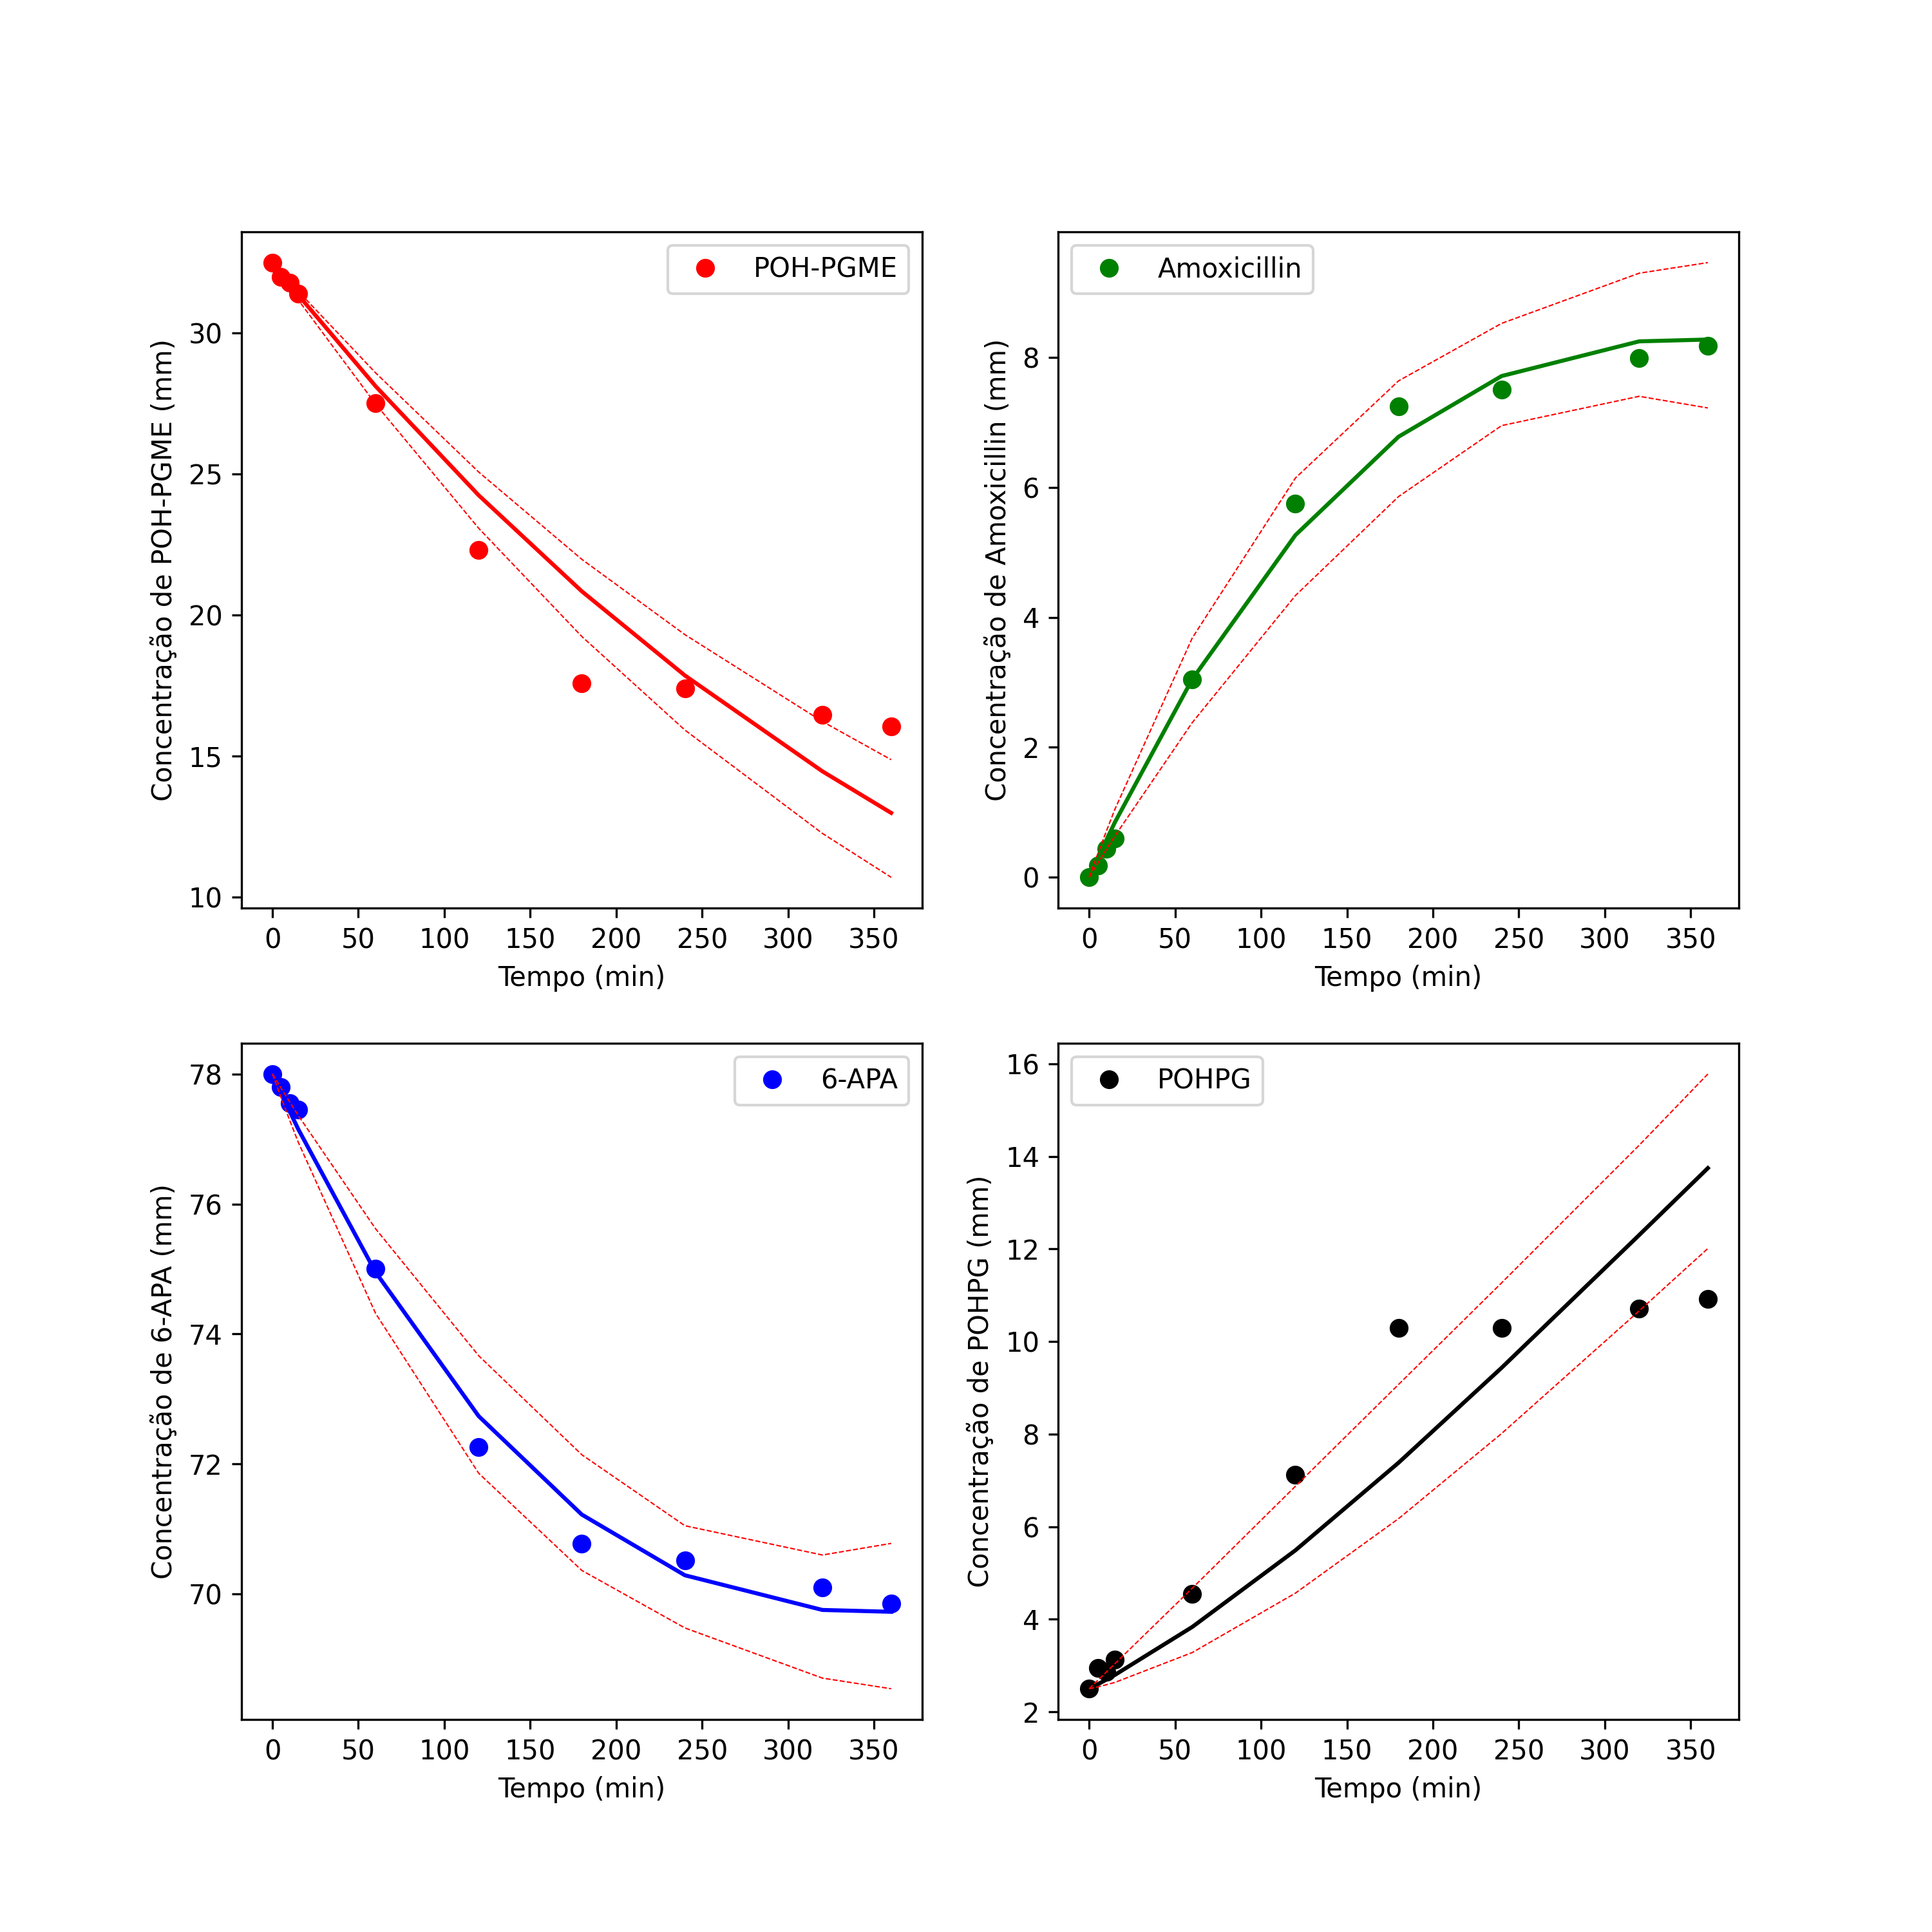 POH-PGME
30
25
20
15
10
Concentração de POH-PGME (mm)
0 50 100 150 200 250 300 350
Tempo (min)
Amoxicillin
8
6
4
2
0
Concentração de Amoxicillin (mm)
0 50 100 150 200 250 300 350
Tempo (min)
6-APA
78
76
74
72
70
Concentração de 6-APA (mm)
0 50 100 150 200 250 300 350
Tempo (min)
POHPG
16
14
12
10
8
6
4
2
Concentração de POHPG (mm)
0 50 100 150 200 250 300 350
Tempo (min)